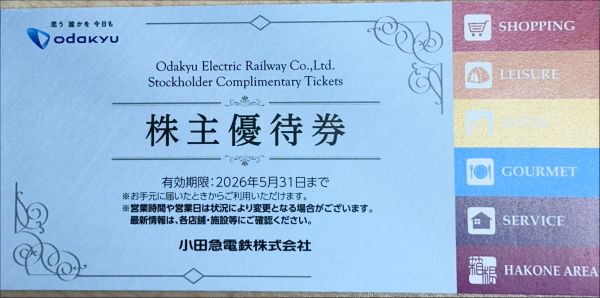 思う 誰かを 今日も
odakyu
Odakyu Electric Railway Co.,Ltd.
Stockholder Complimentary Tickets
株主優待券
有効期限:2026年5月31日まで
※お手元に届いたときからご利用いただけます。
※営業時間や営業日は状況により変更となる場合がございます。
最新情報は、各店舗・施設等にご確認ください。
小田急電鉄株式会社
SHOPPING
LEISURE
HOTEL
GOURMET
SERVICE
箱根
HAKONE AREA